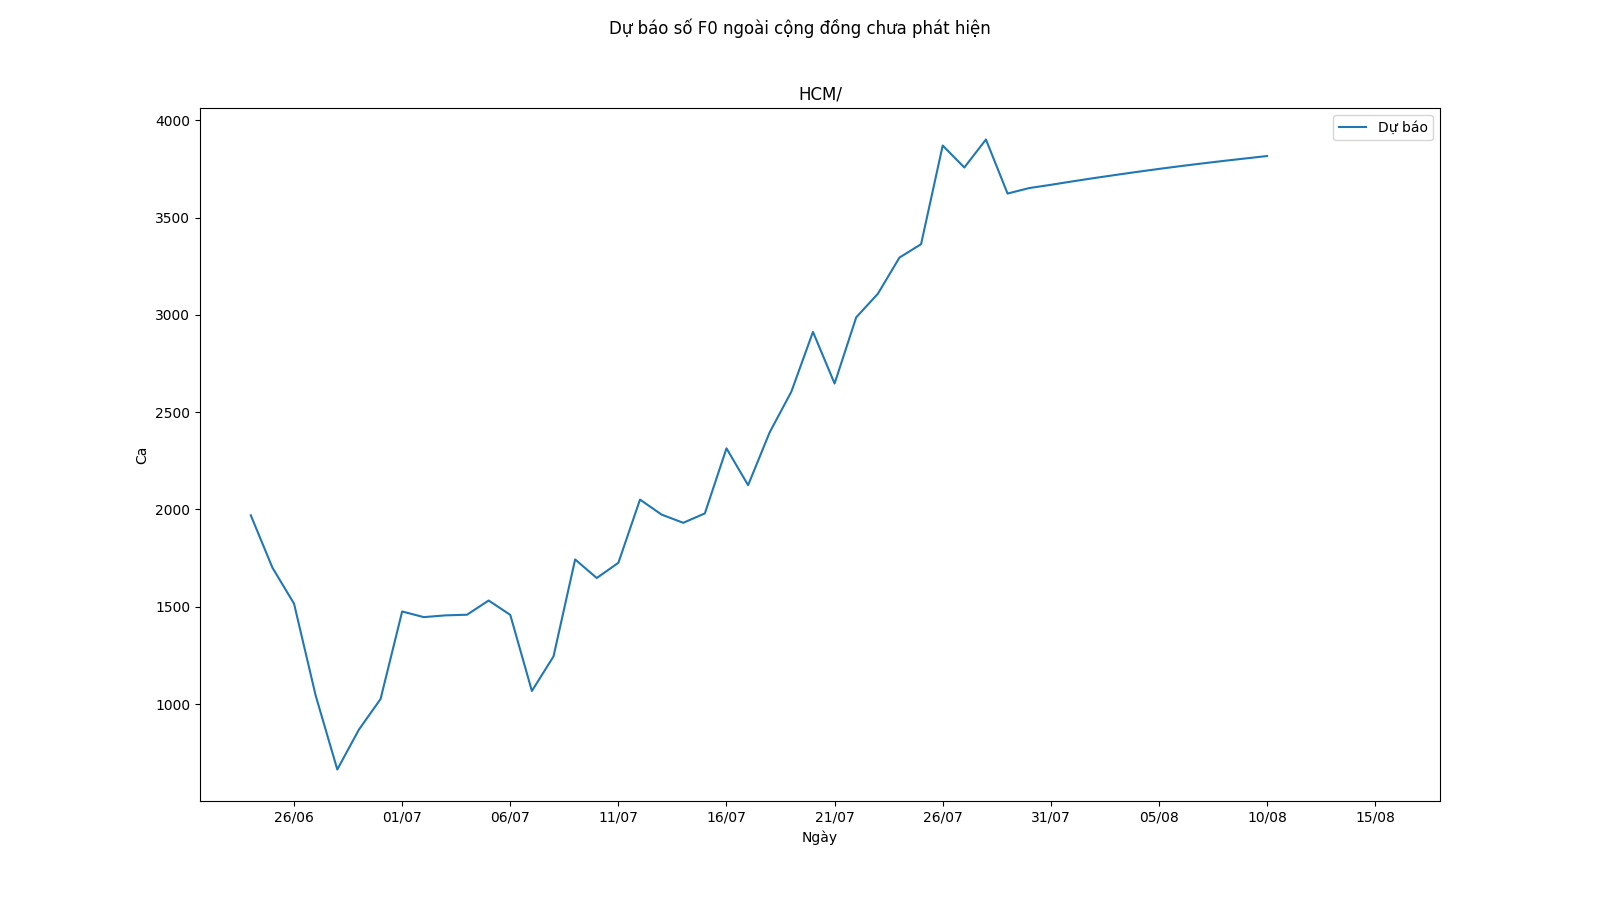 Dự báo số F0 ngoài cộng đồng chưa phát hiện
HCM/
Dự báo
4000
3500
3000
2500
2000
1500
1000
Ca
26/06 01/07 06/07 11/07 16/07 21/07 26/07 31/07 05/08 10/08 15/08
Ngày